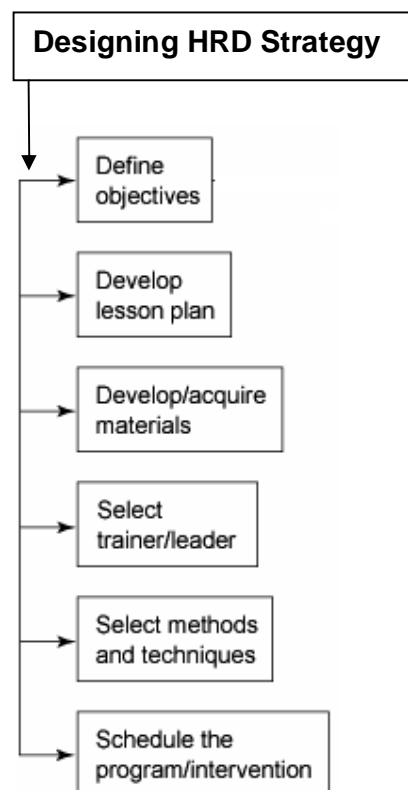 Designing HRD Strategy
Define
objectives
Develop
lesson plan
Develop/acquire
materials
Select
trainer/leader
Select methods
and techniques
Schedule the
program/intervention